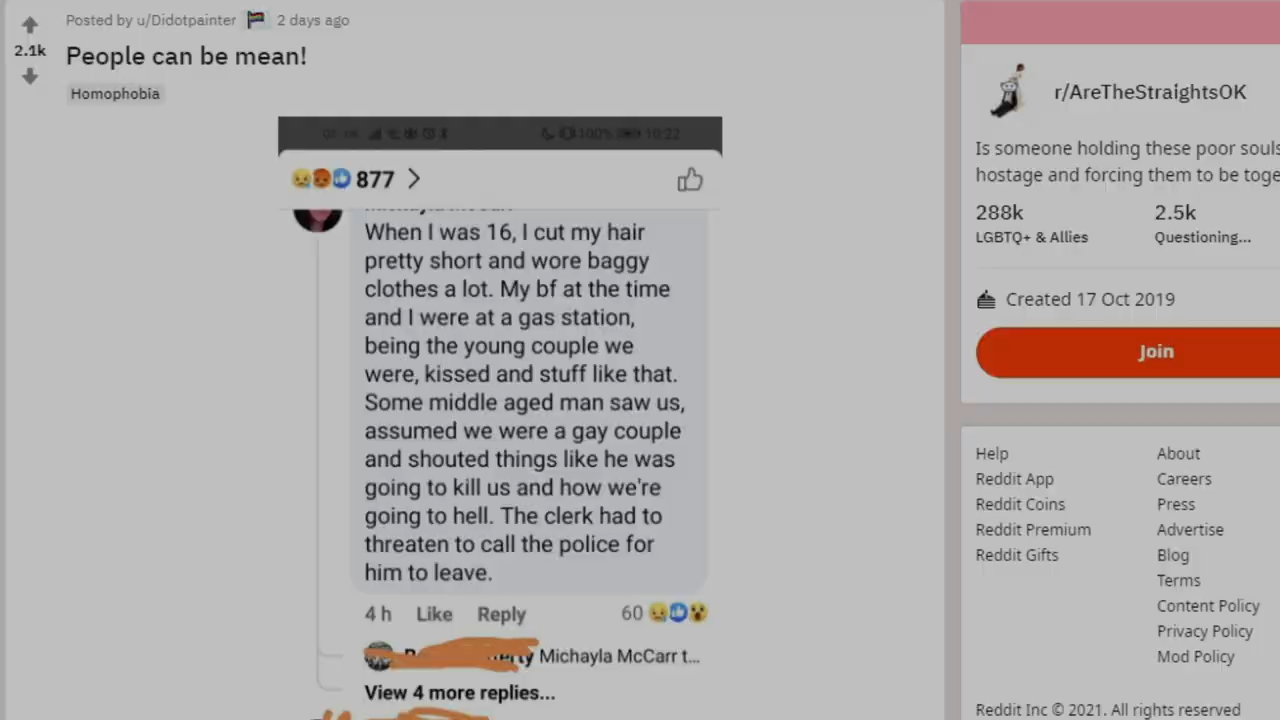 Posted by u/Didotpainter 2 days ago
2.1k
People can be mean!
Homophobia
100% 10:22
877
When I was 16, I cut my hair
pretty short and wore baggy
clothes a lot. My bf at the time
and I were at a gas station,
being the young couple we
were, kissed and stuff like that.
Some middle aged man saw us,
assumed we were a gay couple
and shouted things like he was
going to kill us and how we're
going to hell. The clerk had to
threaten to call the police for
him to leave.
4 h Like Reply 60
Michayla McCarr t...
View 4 more replies...
r/AreTheStraightsOK
Is someone holding these poor souls
hostage and forcing them to be toge
288k 2.5k
LGBTQ+ & Allies Questioning...
Created 17 Oct 2019
Join
Help About
Reddit App Careers
Reddit Coins Press
Reddit Premium Advertise
Reddit Gifts Blog
Terms
Content Policy
Privacy Policy
Mod Policy
Reddit Inc © 2021. All rights reserved